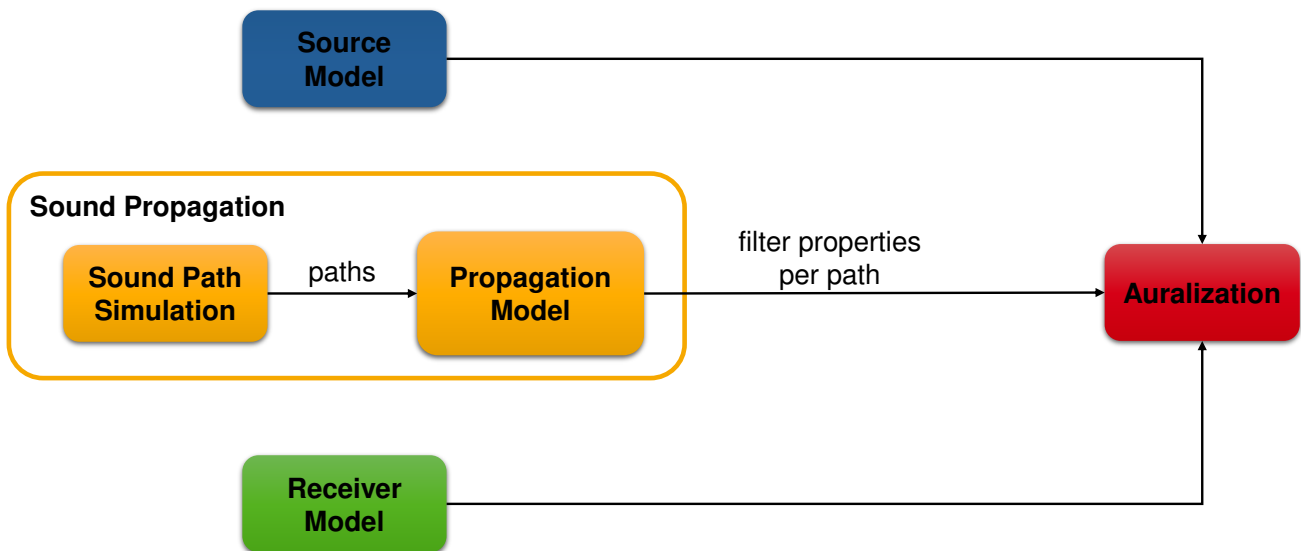 Source
Model
Sound Propagation
Sound Path
Simulation
paths
Propagation
Model
filter properties
per path
Auralization
Receiver
Model